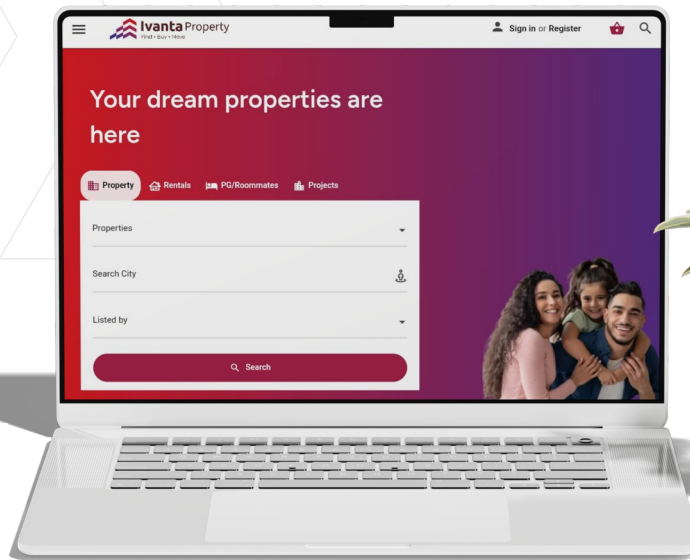 Ivanta Property
Find • Buy • Move
Sign in or Register
Your dream properties are
here
Property
Rentals
PG/Roommates
Projects
Properties
Search City
Listed by
Search